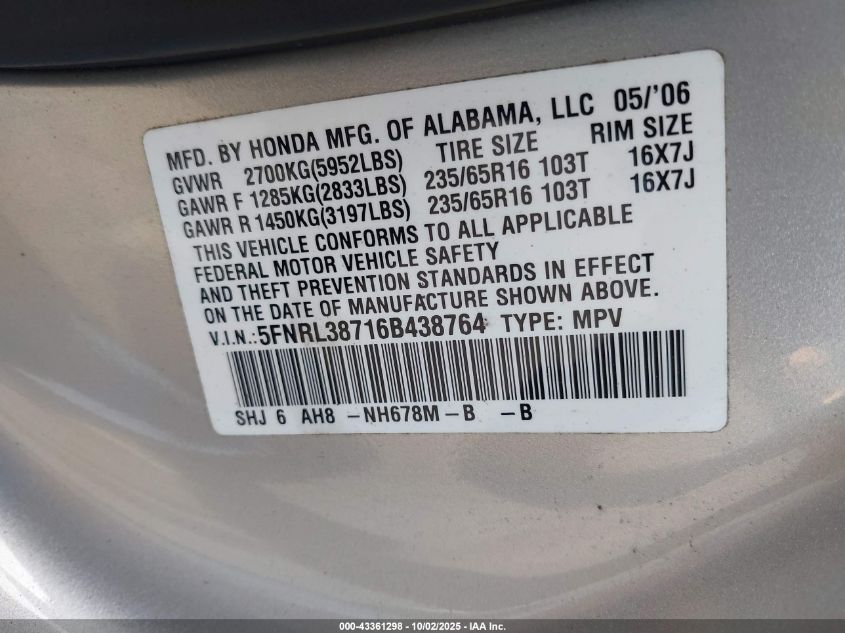 MFD. BY HONDA MFG. OF ALABAMA, LLC 05/'06
GVWR 2700KG(5952LBS) TIRE SIZE RIM SIZE
GAWR F 1285KG(2833LBS) 235/65R16 103T 16X7J
GAWR R 1450KG(3197LBS) 235/65R16 103T 16X7J
THIS VEHICLE CONFORMS TO ALL APPLICABLE
FEDERAL MOTOR VEHICLE SAFETY
AND THEFT PREVENTION STANDARDS IN EFFECT
ON THE DATE OF MANUFACTURE SHOWN ABOVE.
V.I.N.:5FNRL38716B438764 TYPE: MPV
SHJ 6 AH8 -NH678M-B -B
000-43361298 - 10/02/2025 - IAA Inc.